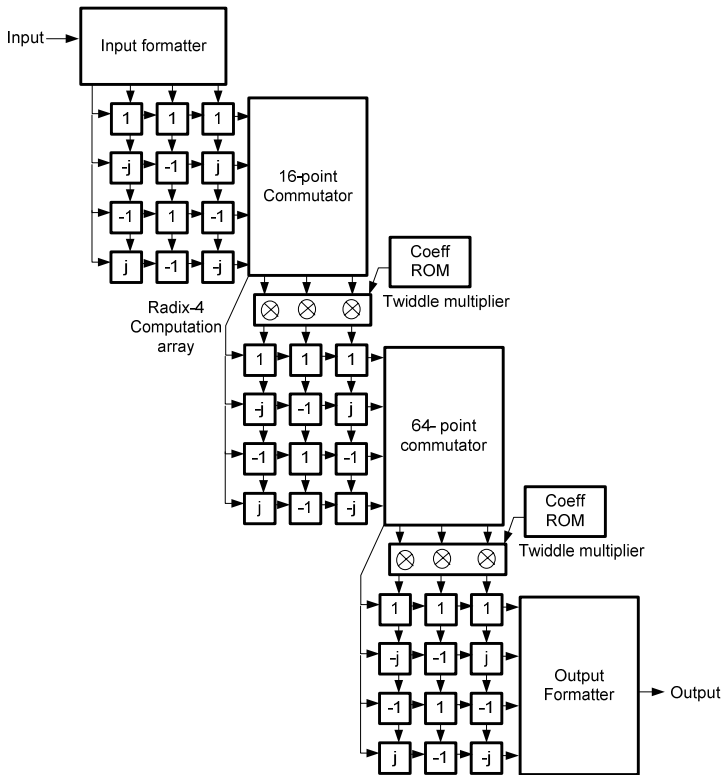 Input
Input formatter
1 1 1
-j -1 j
-1 1 -1
j -1 -j
16-point
Commutator
Coeff
ROM
Twiddle multiplier
Radix-4
Computation
array
1 1 1
-j -1 j
-1 1 -1
j -1 -j
64- point
commutator
Coeff
ROM
Twiddle multiplier
1 1 1
-j -1 j
-1 1 -1
j -1 -j
Output
Formatter
Output